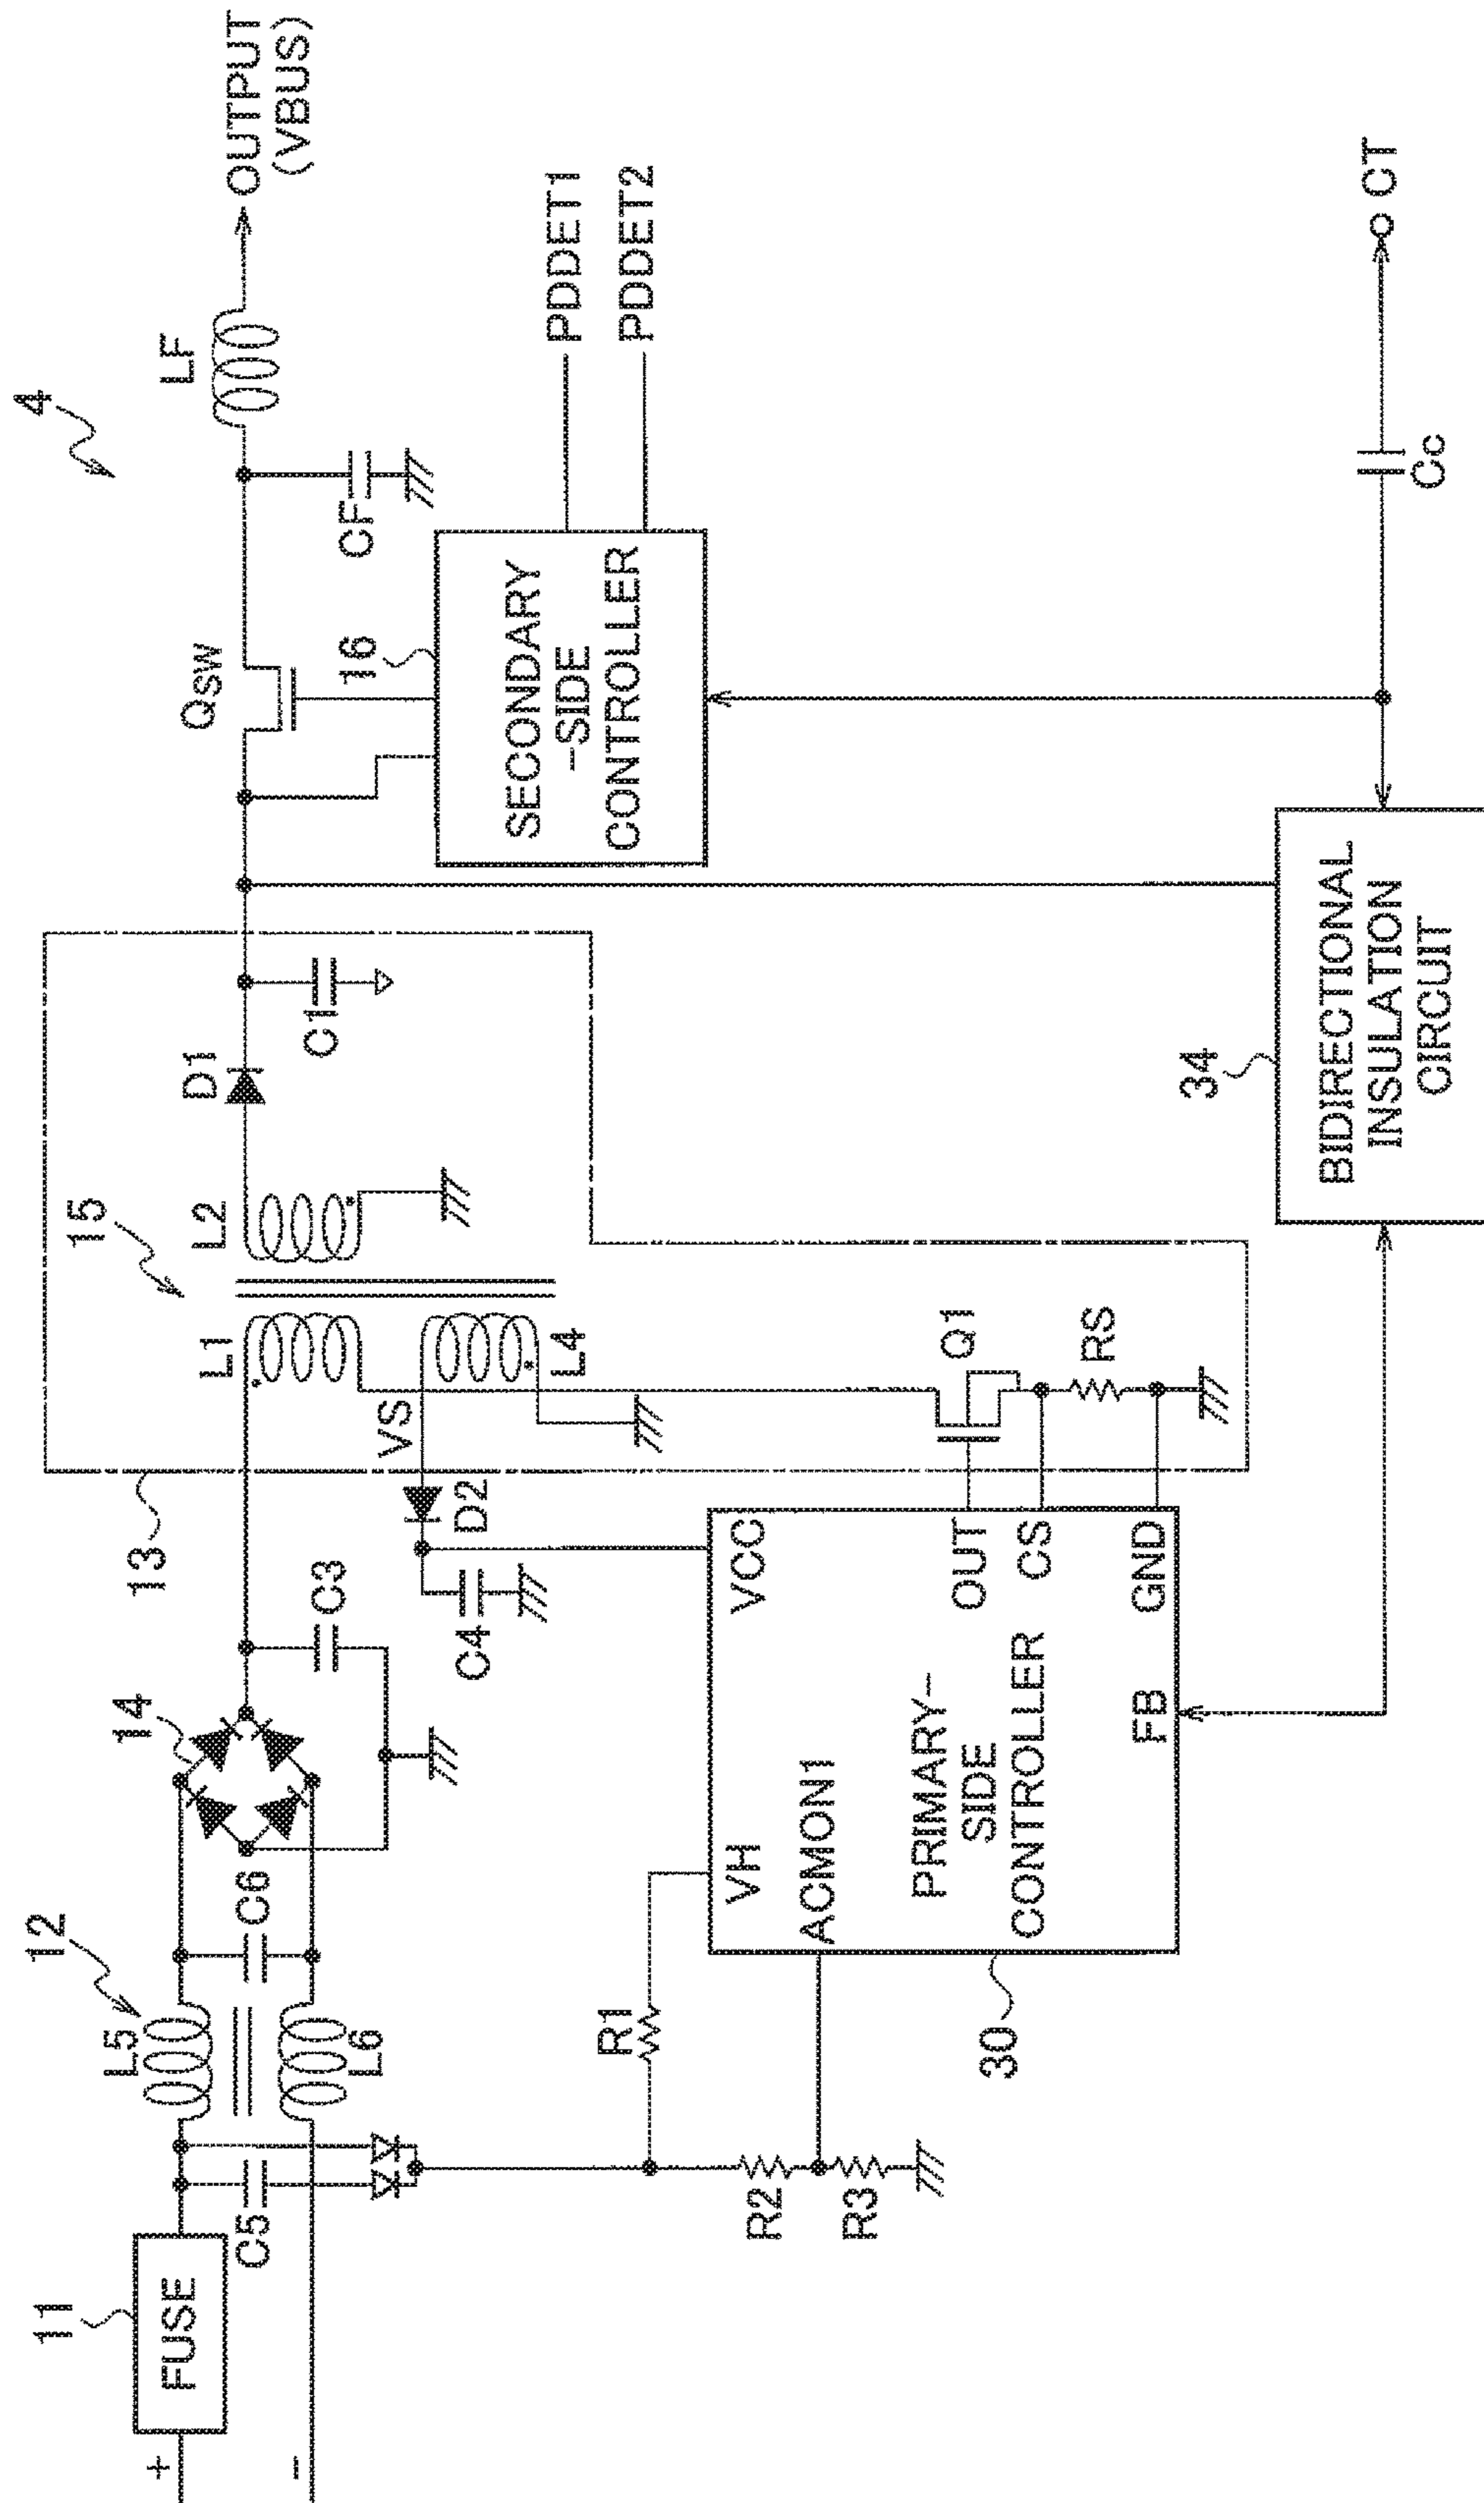 4
15
13
14
12
11
OUTPUT
(VBUS)
LF
QSW
CF
16
SECONDARY
-SIDE
CONTROLLER
PDDET1
PDDET2
D1
C1
L2
L1
L4
VS
D2
C3
C4
C6
L5
L6
C5
FUSE
+
-
Q1
RS
R1
R2
R3
VCC
VH
ACMON1
OUT
CS
GND
FB
PRIMARY-
SIDE
CONTROLLER
30
34
BIDIRECTIONAL
INSULATION
CIRCUIT
Cc
CT